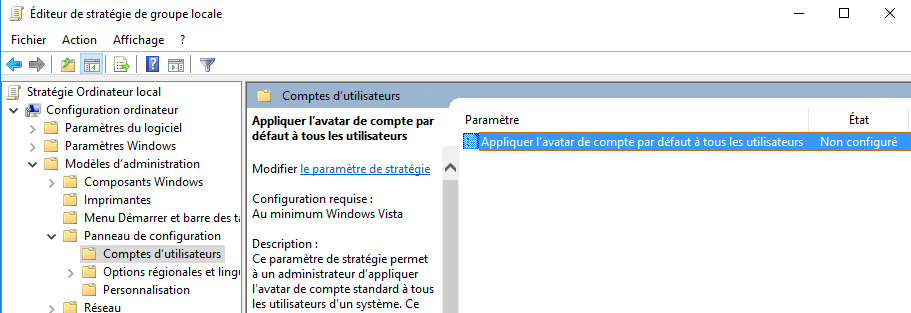 Éditeur de stratégie de groupe locale
Fichier Action Affichage ?
Stratégie Ordinateur local
Configuration ordinateur
Paramètres du logiciel
Paramètres Windows
Modèles d’administration
Composants Windows
Imprimantes
Menu Démarrer et barre des ta
Panneau de configuration
Comptes d’utilisateurs
Options régionales et lingu
Personnalisation
Réseau
Comptes d’utilisateurs
Appliquer l’avatar de compte par
défaut à tous les utilisateurs
Modifier le paramètre de stratégie
Configuration requise :
Au minimum Windows Vista
Description :
Ce paramètre de stratégie permet
à un administrateur d’appliquer
l’avatar de compte standard à tous
les utilisateurs d’un système. Ce
Paramètre État
Appliquer l’avatar de compte par défaut à tous les utilisateurs Non configuré